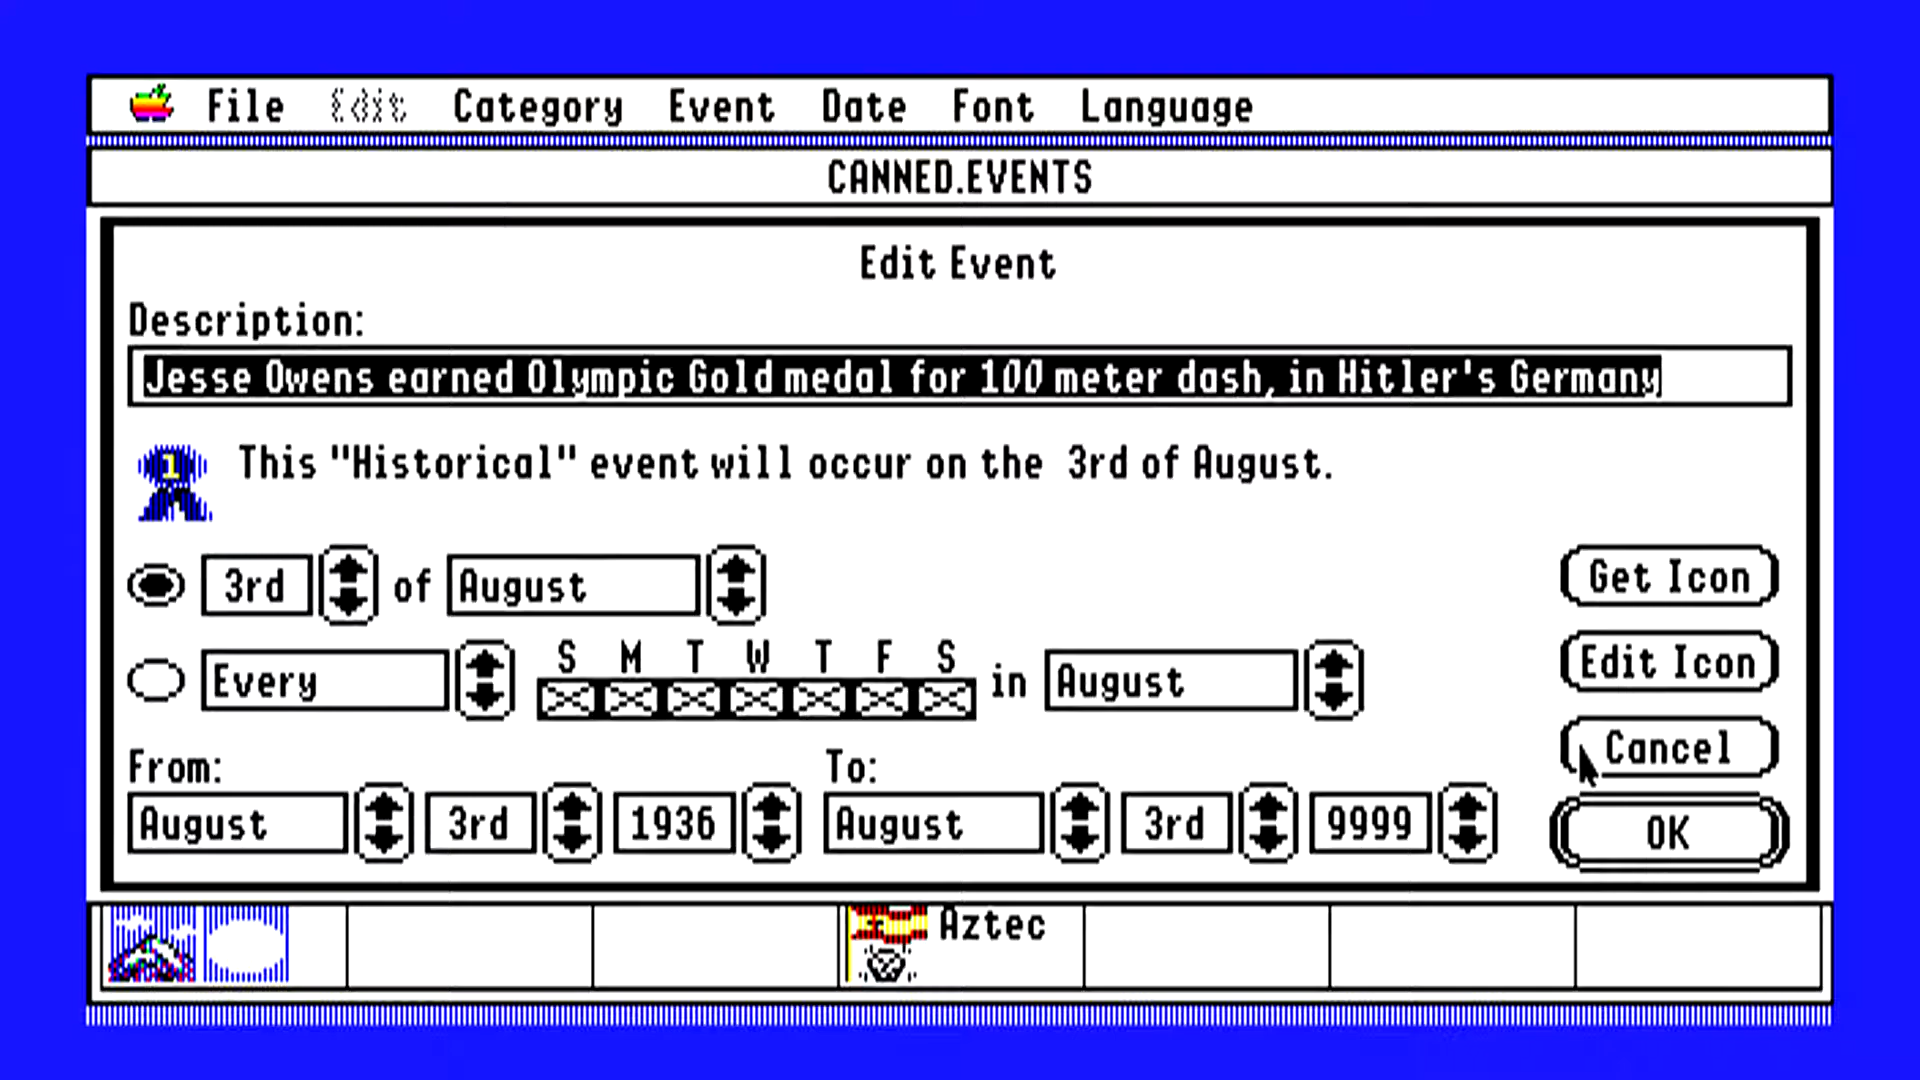 File Edit Category Event Date Font Language
CANNED.EVENTS
Edit Event
Description:
Jesse Owens earned Olympic Gold medal for 100 meter dash, in Hitler's Germany
1
This "Historical" event will occur on the 3rd of August.
3rd of August
Get Icon
S M T W T F S
Every in August
Edit Icon
Cancel
From: To:
August 3rd 1936 August 3rd 9999
OK
Aztec